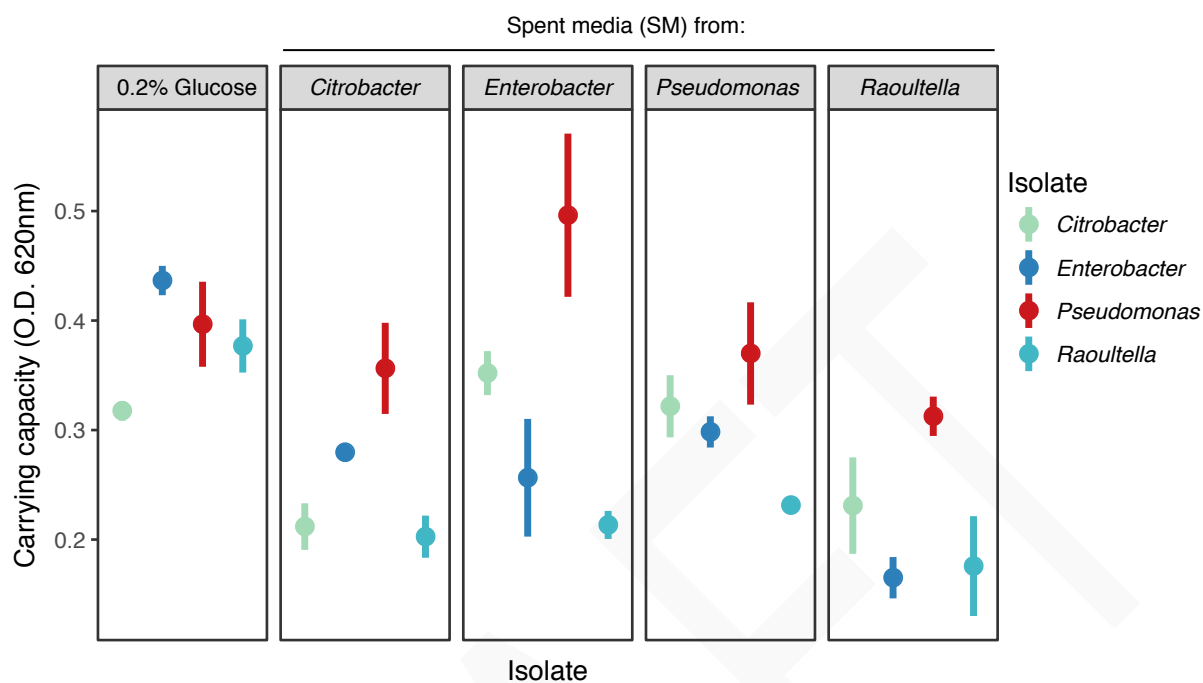 Spent media (SM) from:
0.2% Glucose
Citrobacter
Enterobacter
Pseudomonas
Raoultella
Carrying capacity (O.D. 620nm)
0.5
0.4
0.3
0.2
Isolate
Isolate
Citrobacter
Enterobacter
Pseudomonas
Raoultella